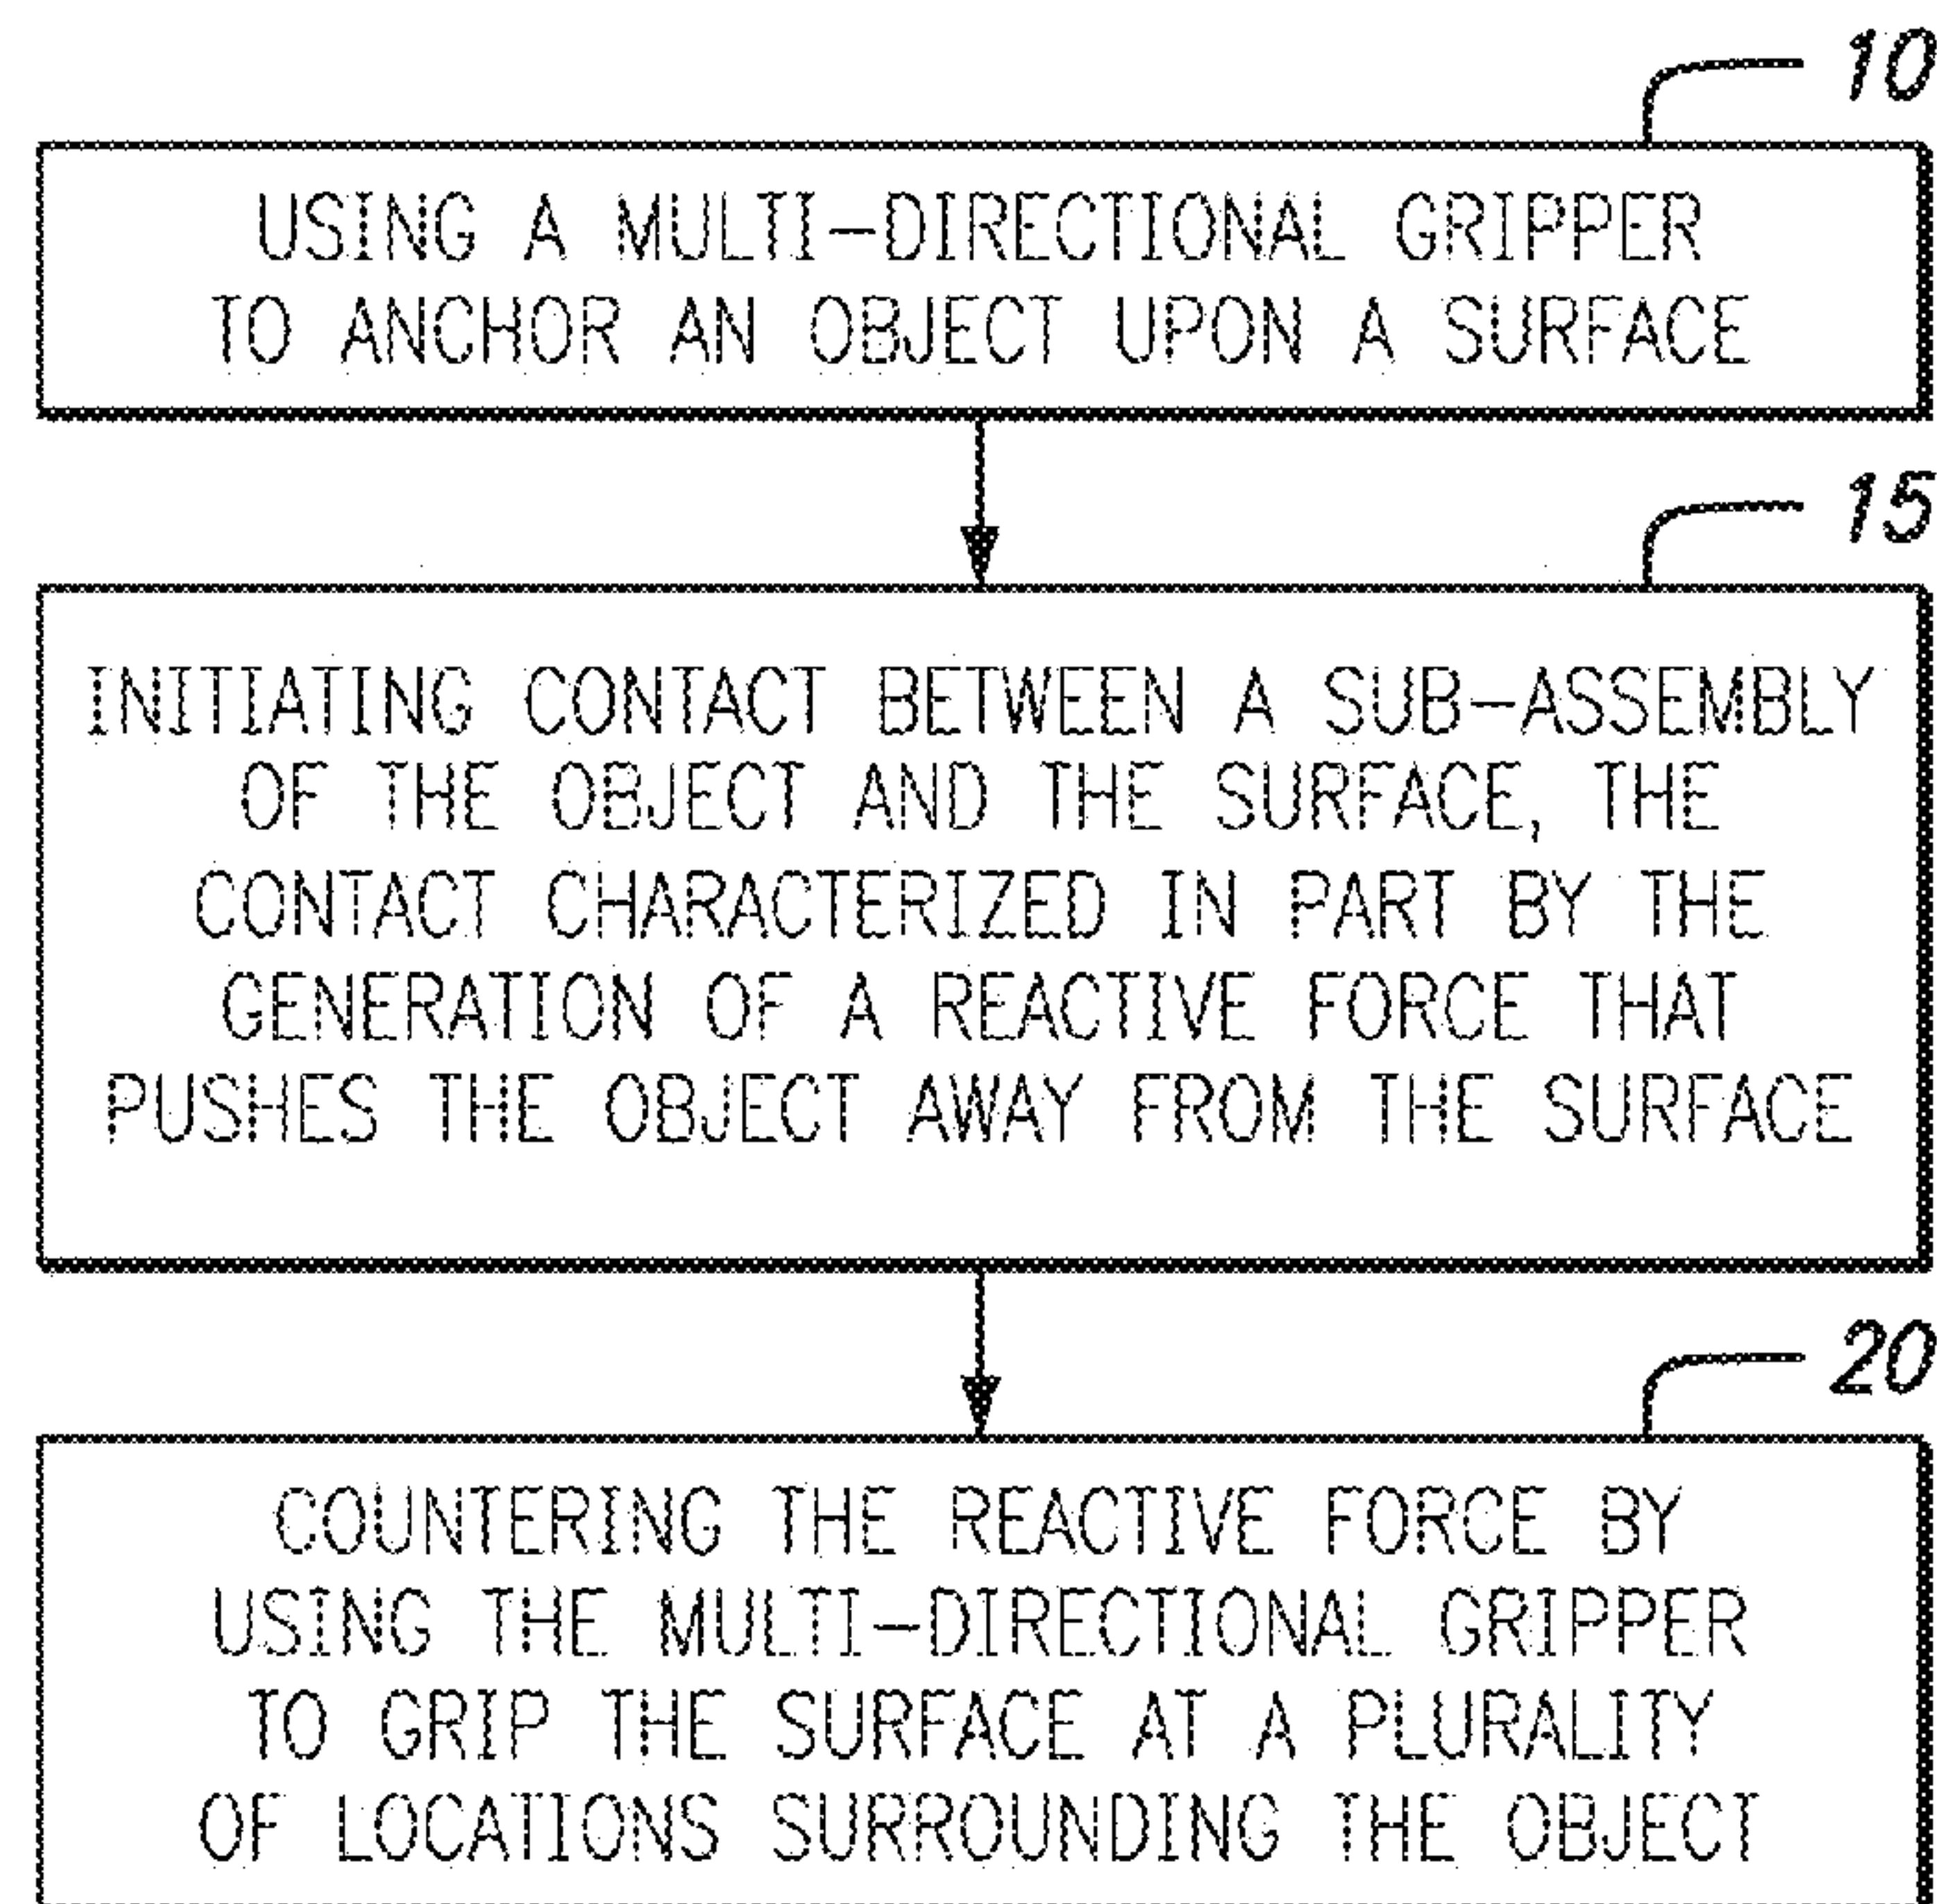 10
USING A MULTI-DIRECTIONAL GRIPPER
TO ANCHOR AN OBJECT UPON A SURFACE
15
INITIATING CONTACT BETWEEN A SUB-ASSEMBLY
OF THE OBJECT AND THE SURFACE, THE
CONTACT CHARACTERIZED IN PART BY THE
GENERATION OF A REACTIVE FORCE THAT
PUSHES THE OBJECT AWAY FROM THE SURFACE
20
COUNTERING THE REACTIVE FORCE BY
USING THE MULTI-DIRECTIONAL GRIPPER
TO GRIP THE SURFACE AT A PLURALITY
OF LOCATIONS SURROUNDING THE OBJECT